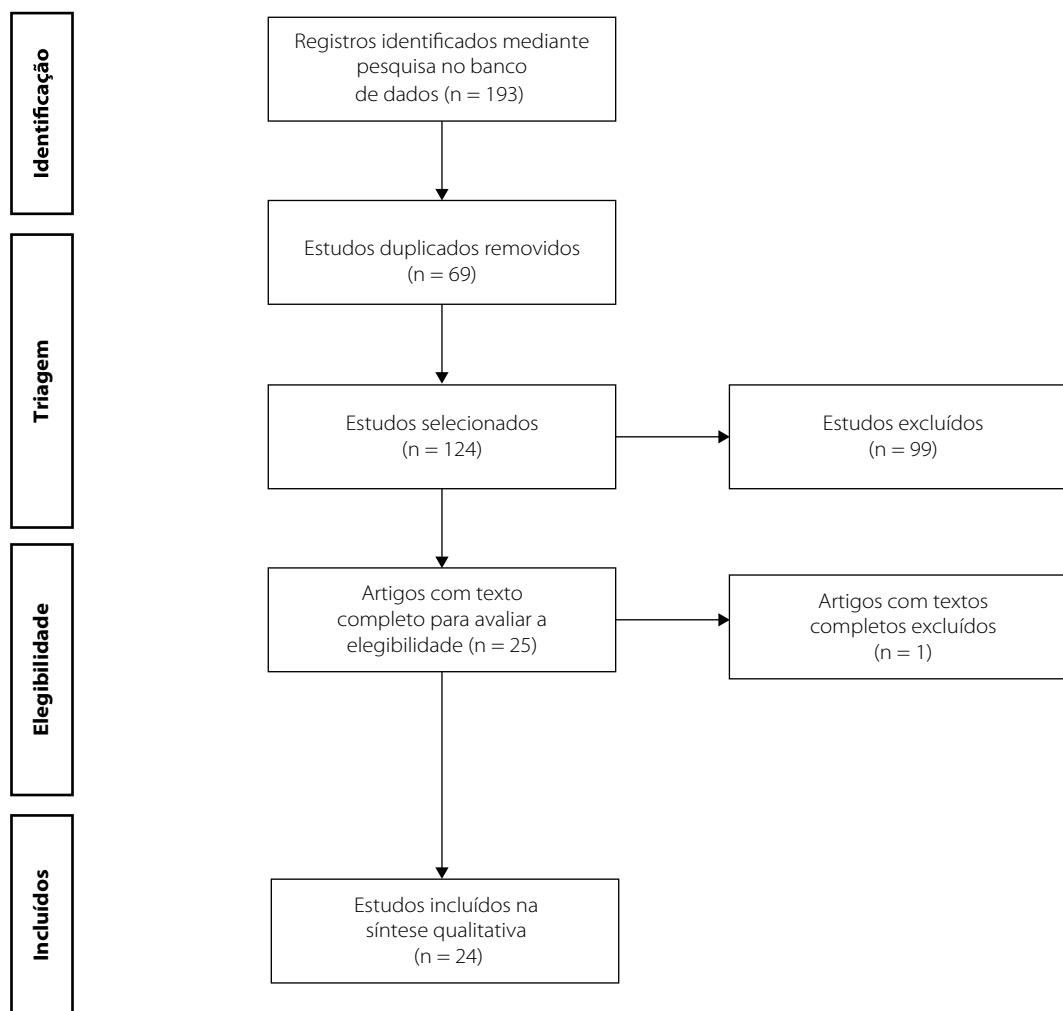 Identificação
Registros identificados mediante
pesquisa no banco
de dados (n = 193)
Triagem
Estudos duplicados removidos
(n = 69)
Estudos selecionados
(n = 124)
Estudos excluídos
(n = 99)
Elegibilidade
Artigos com texto
completo para avaliar a
elegibilidade (n = 25)
Artigos com textos
completos excluídos
(n = 1)
Incluídos
Estudos incluídos na
síntese qualitativa
(n = 24)